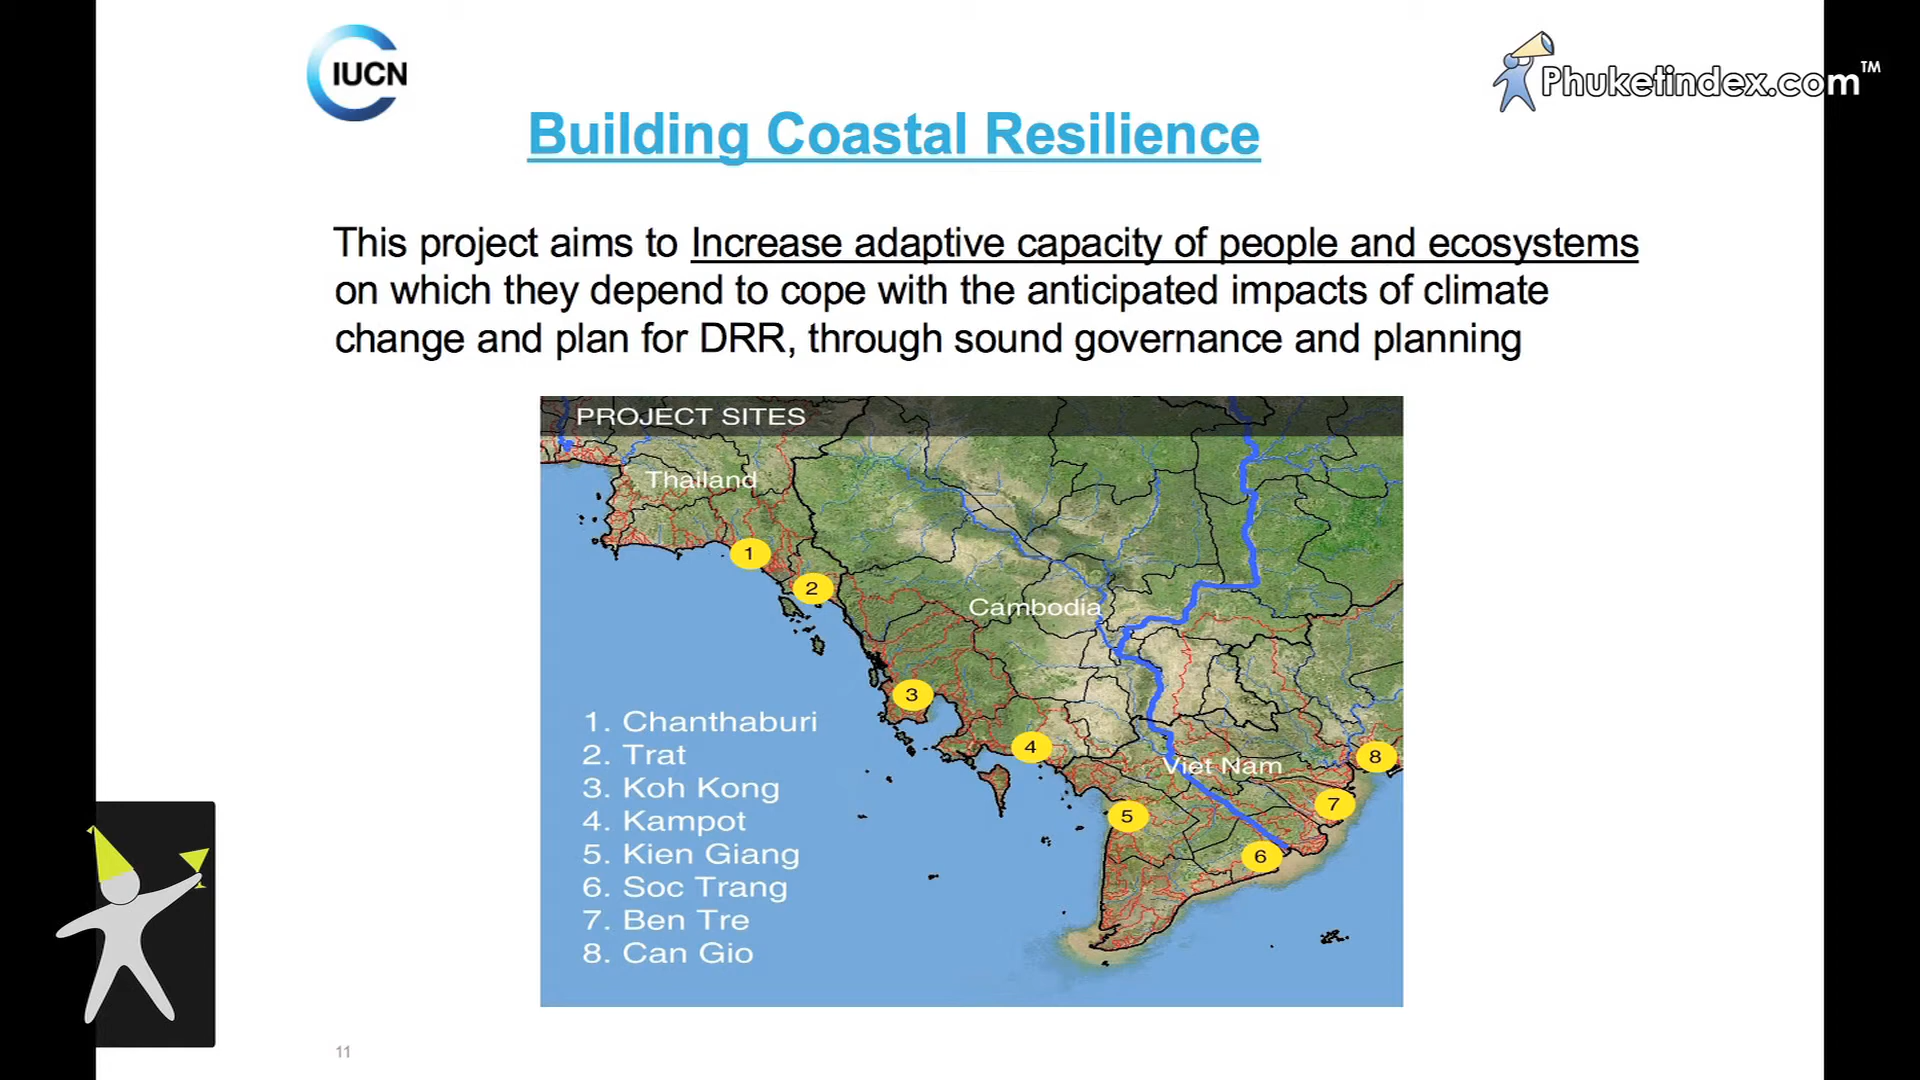 IUCN
Phuketindex.com™
Building Coastal Resilience
This project aims to Increase adaptive capacity of people and ecosystems
on which they depend to cope with the anticipated impacts of climate
change and plan for DRR, through sound governance and planning
PROJECT SITES
Thailand
1
2
Cambodia
3
4
Viet Nam
8
7
5
6
1. Chanthaburi
2. Trat
3. Koh Kong
4. Kampot
5. Kien Giang
6. Soc Trang
7. Ben Tre
8. Can Gio
11